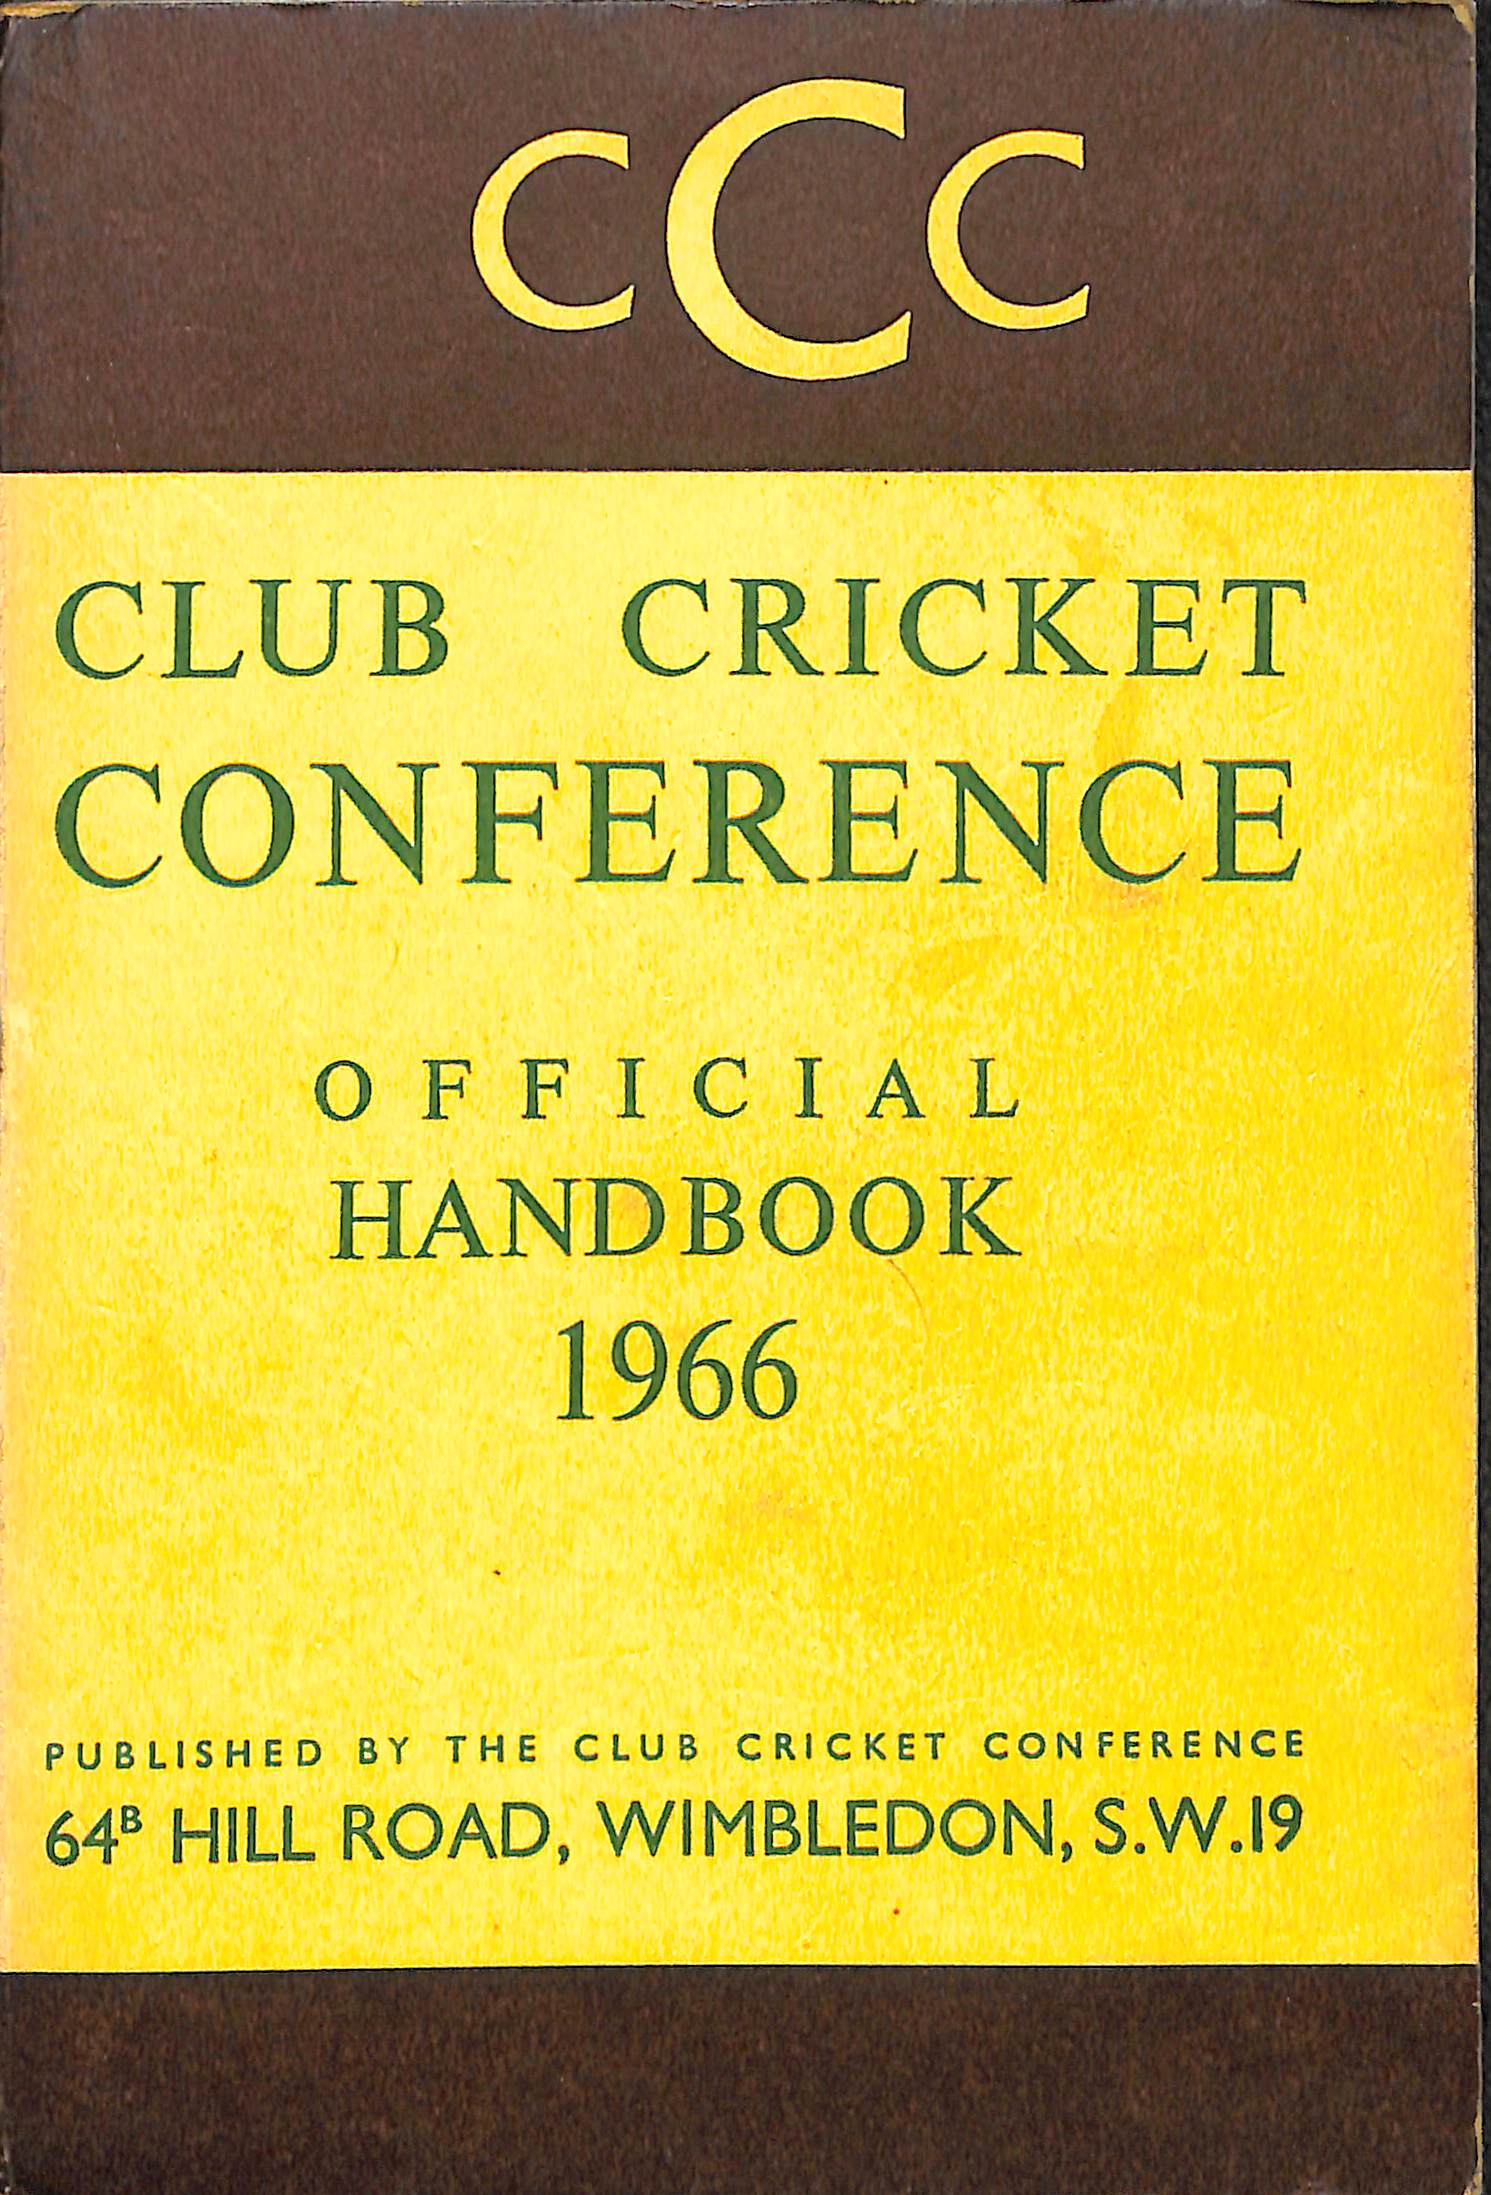 CCC
CLUB CRICKET
CONFERENCE
OFFICIAL
HANDBOOK
1966
PUBLISHED BY THE CLUB CRICKET CONFERENCE
64B HILL ROAD, WIMBLEDON, S.W.19